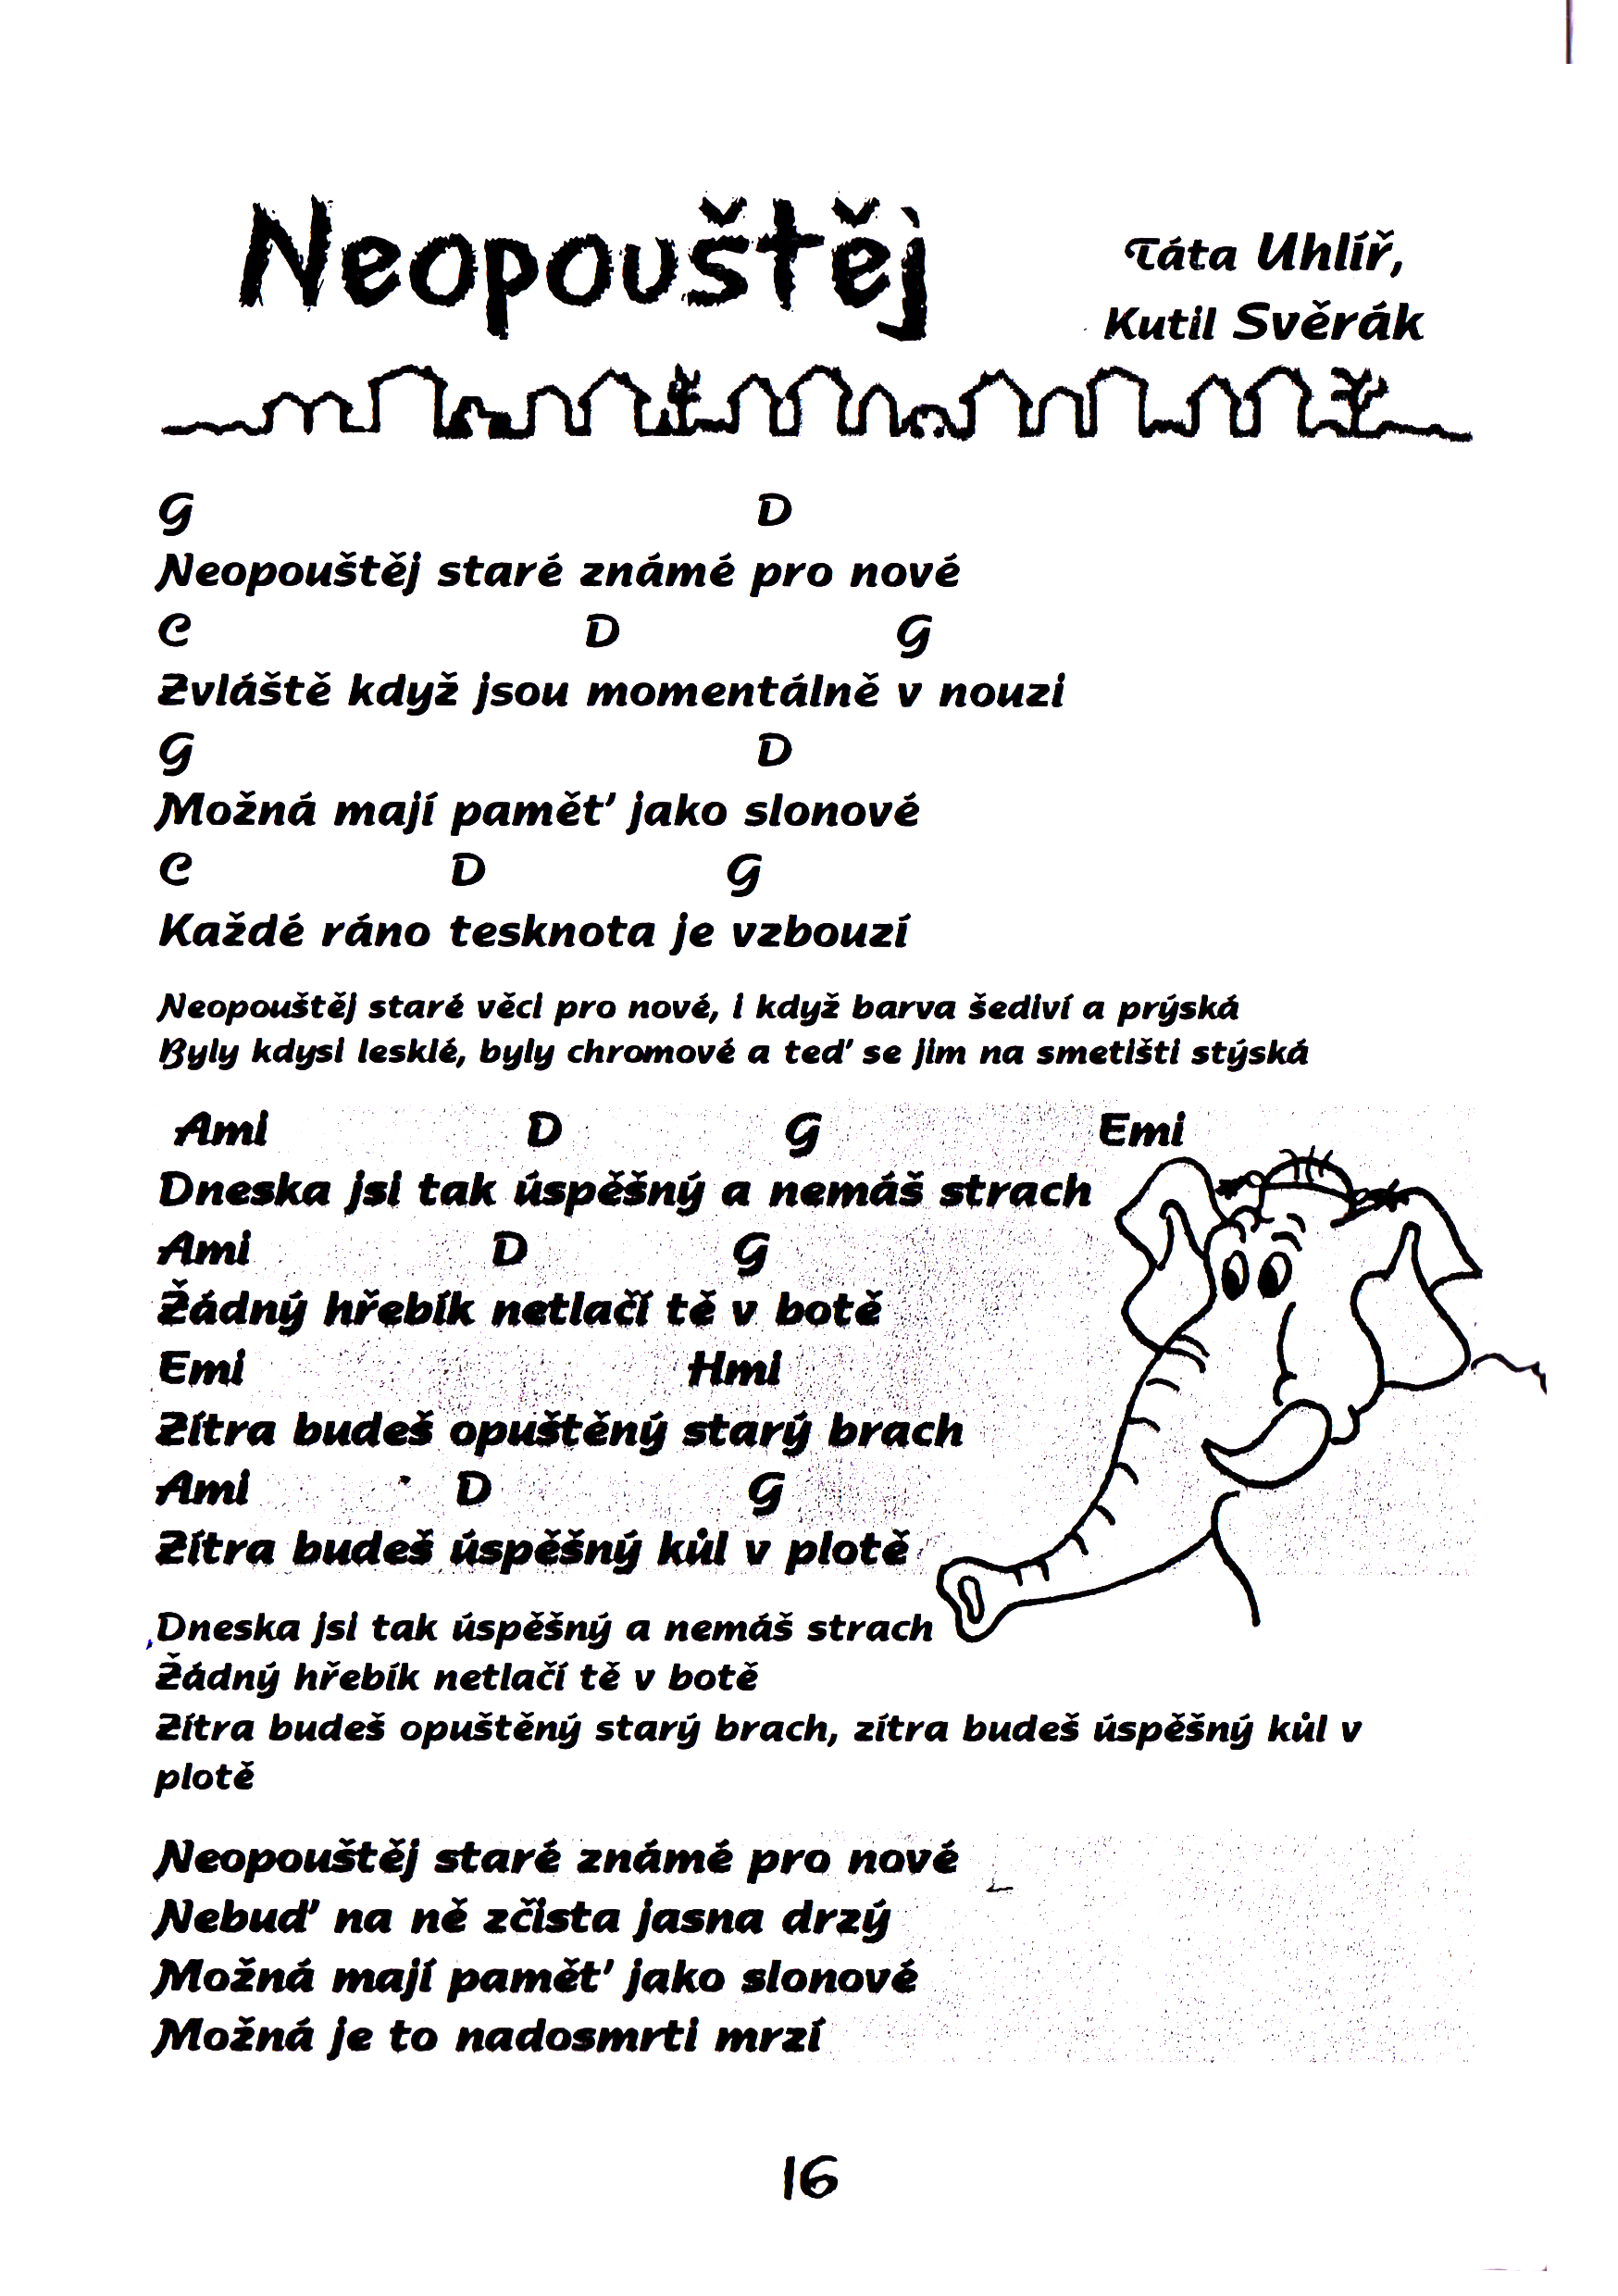 Neopouštěj
Táta Uhlíř,
Kutil Svěrák
G D
Neopouštěj staré známé pro nové
C D G
Zvláště když jsou momentálně v nouzi
G D
Možná mají paměť jako slonové
C D G
Každé ráno tesknota je vzbouzí
Neopouštěj staré věci pro nové, i když barva šediví a prýská
Byly kdysi lesklé, byly chromové a teď se jim na smetišti stýská
Ami D G Emi
Dneska jsi tak úspěšný a nemáš strach
Ami D G
Žádný hřebík netlačí tě v botě
Emi Hmi
Zítra budeš opuštěný starý brach
Ami D G
Zítra budeš úspěšný kůl v plotě
Dneska jsi tak úspěšný a nemáš strach
Žádný hřebík netlačí tě v botě
Zítra budeš opuštěný starý brach, zítra budeš úspěšný kůl v
plotě
Neopouštěj staré známé pro nové
Nebuď na ně zčista jasna drzý
Možná mají paměť jako slonové
Možná je to nadosmrti mrzí
16